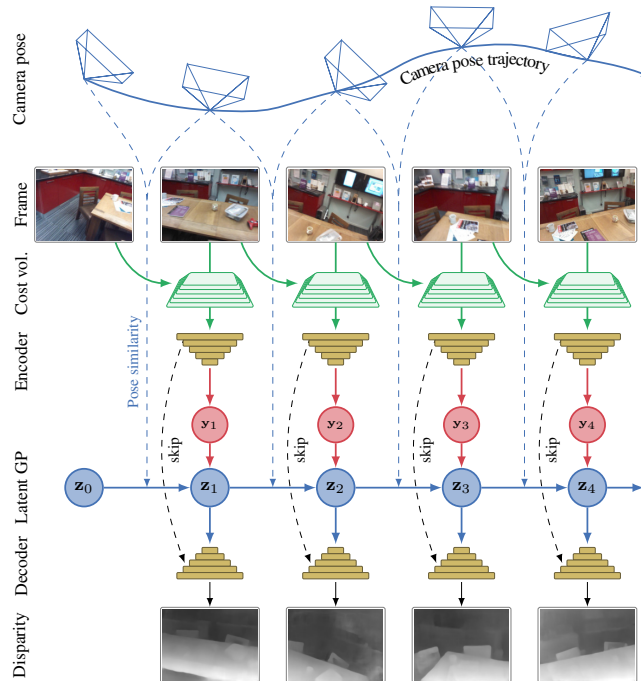 Camera pose
Camera pose trajectory
Frame
Cost vol.
Pose similarity
Encoder
y₁
y₂
y₃
y₄
skip
skip
skip
skip
Latent GP
z₀
z₁
z₂
z₃
z₄
Decoder
Disparity